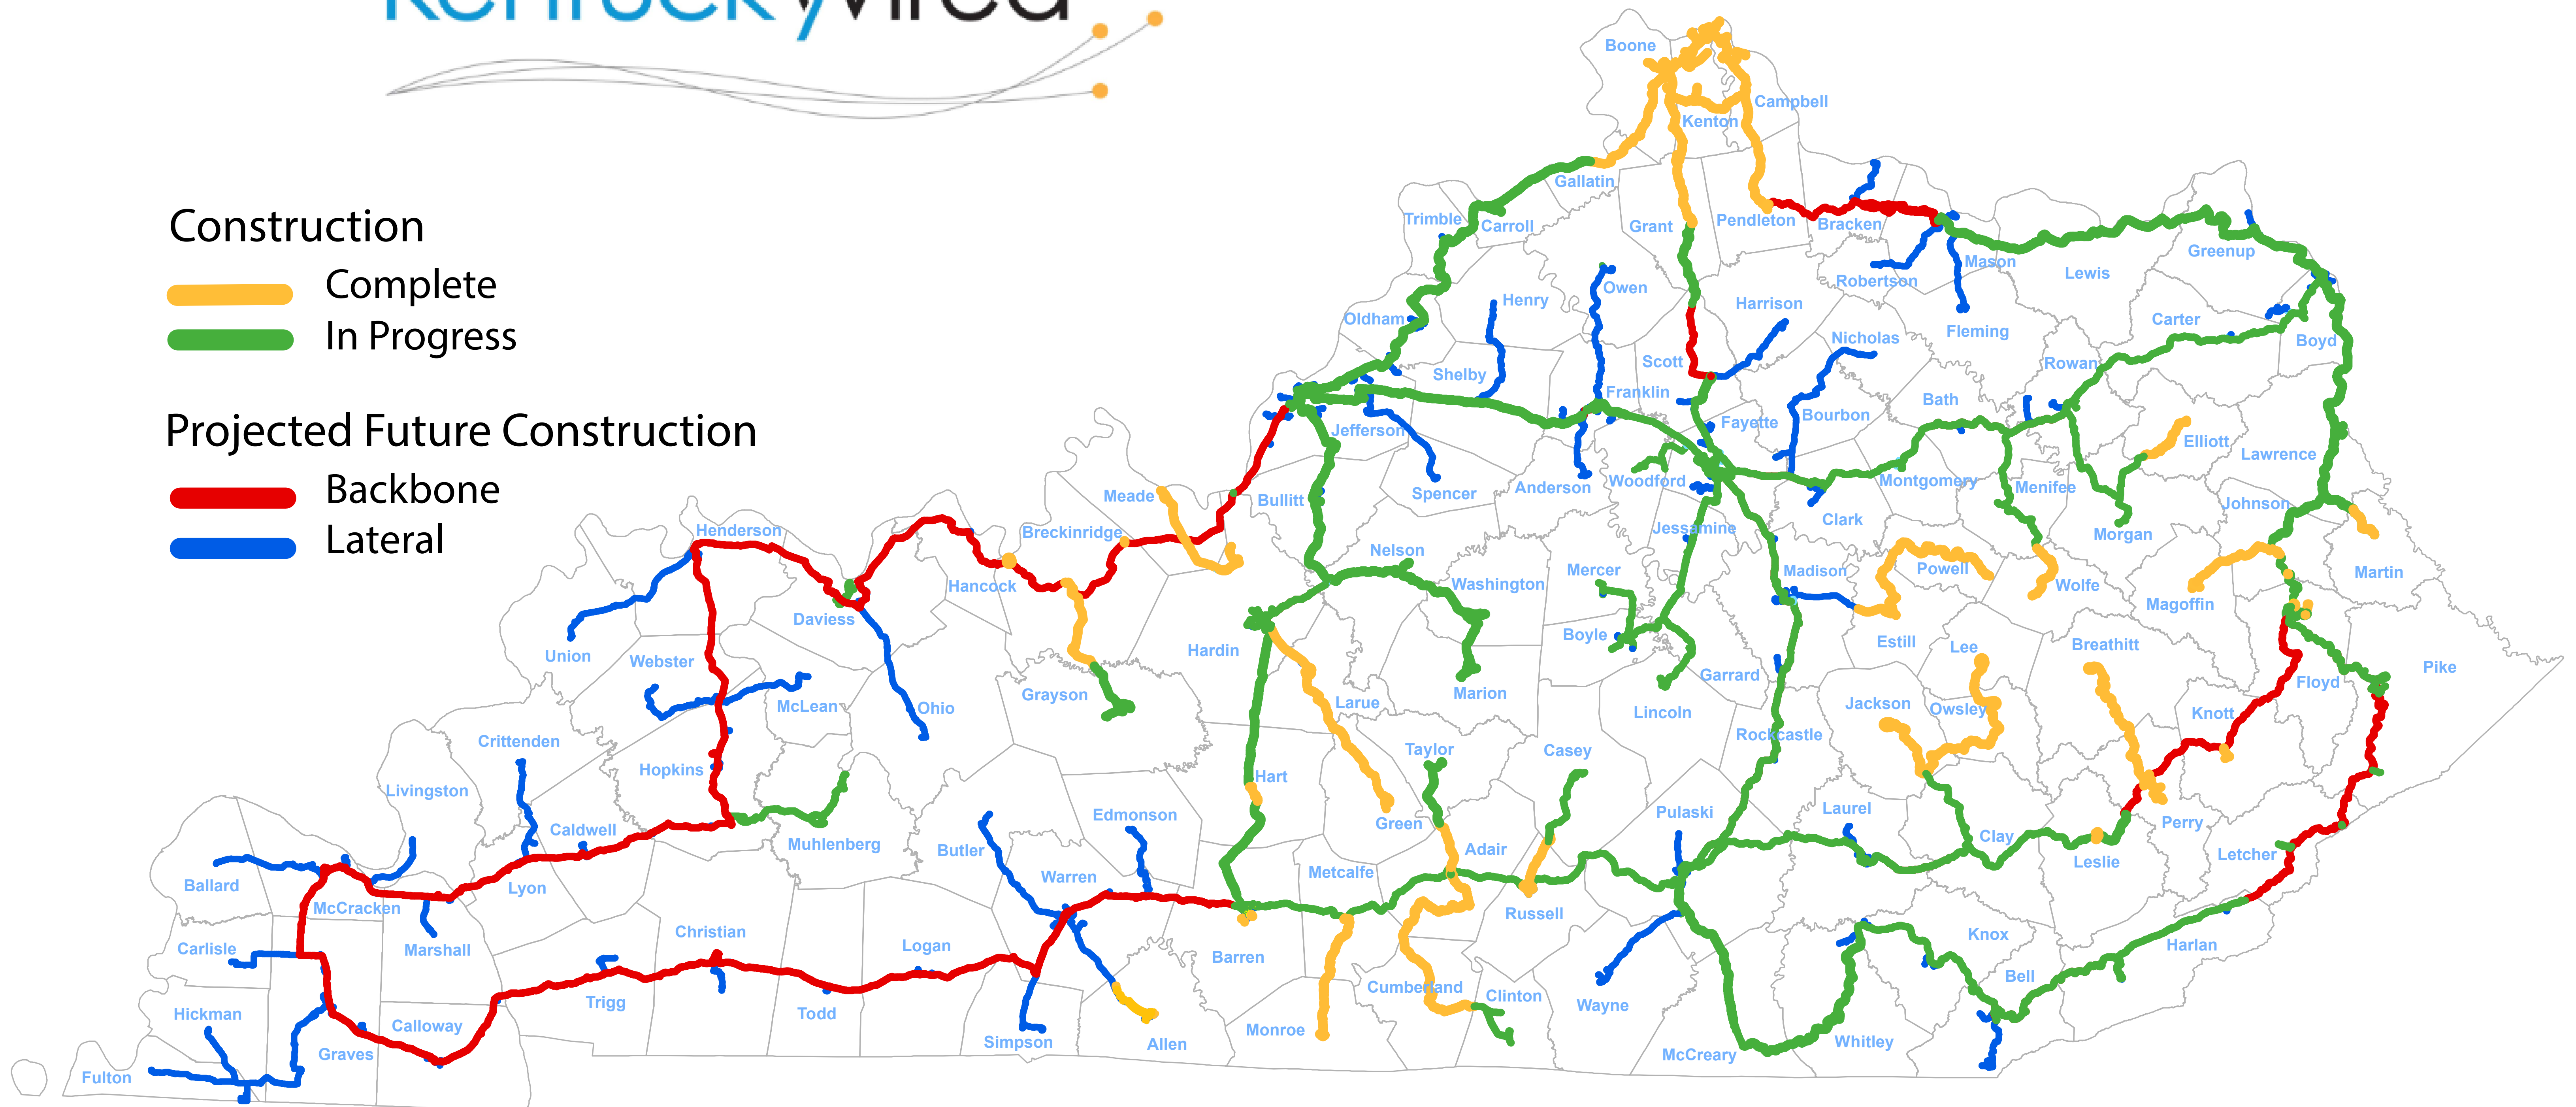 KentuckyWired
Construction
Complete
In Progress
Projected Future Construction
Backbone
Lateral
Boone
Campbell
Kenton
Gallatin
Trimble
Carroll
Grant
Pendleton
Bracken
Mason
Robertson
Lewis
Greenup
Owen
Henry
Harrison
Oldham
Nicholas
Fleming
Carter
Boyd
Rowan
Scott
Shelby
Franklin
Bath
Bourbon
Fayette
Jefferson
Elliott
Lawrence
Woodford
Montgomery
Menifee
Spencer
Anderson
Meade
Bullitt
Johnson
Clark
Jessamine
Morgan
Henderson
Breckinridge
Nelson
Mercer
Madison
Powell
Martin
Washington
Hancock
Wolfe
Magoffin
Daviess
Boyle
Estill
Lee
Breathitt
Hardin
Union
Webster
Garrard
Pike
Floyd
Grayson
Marion
Larue
Jackson
Owsley
Knott
McLean
Ohio
Lincoln
Rockcastle
Crittenden
Taylor
Casey
Hopkins
Hart
Livingston
Edmonson
Pulaski
Laurel
Green
Perry
Caldwell
Clay
Muhlenberg
Butler
Adair
Letcher
Leslie
Metcalfe
Warren
Ballard
Lyon
McCracken
Russell
Christian
Knox
Logan
Harlan
Carlisle
Marshall
Barren
Bell
Cumberland
Clinton
Trigg
Wayne
Hickman
Todd
Calloway
Monroe
Simpson
Allen
Whitley
Graves
McCreary
Fulton